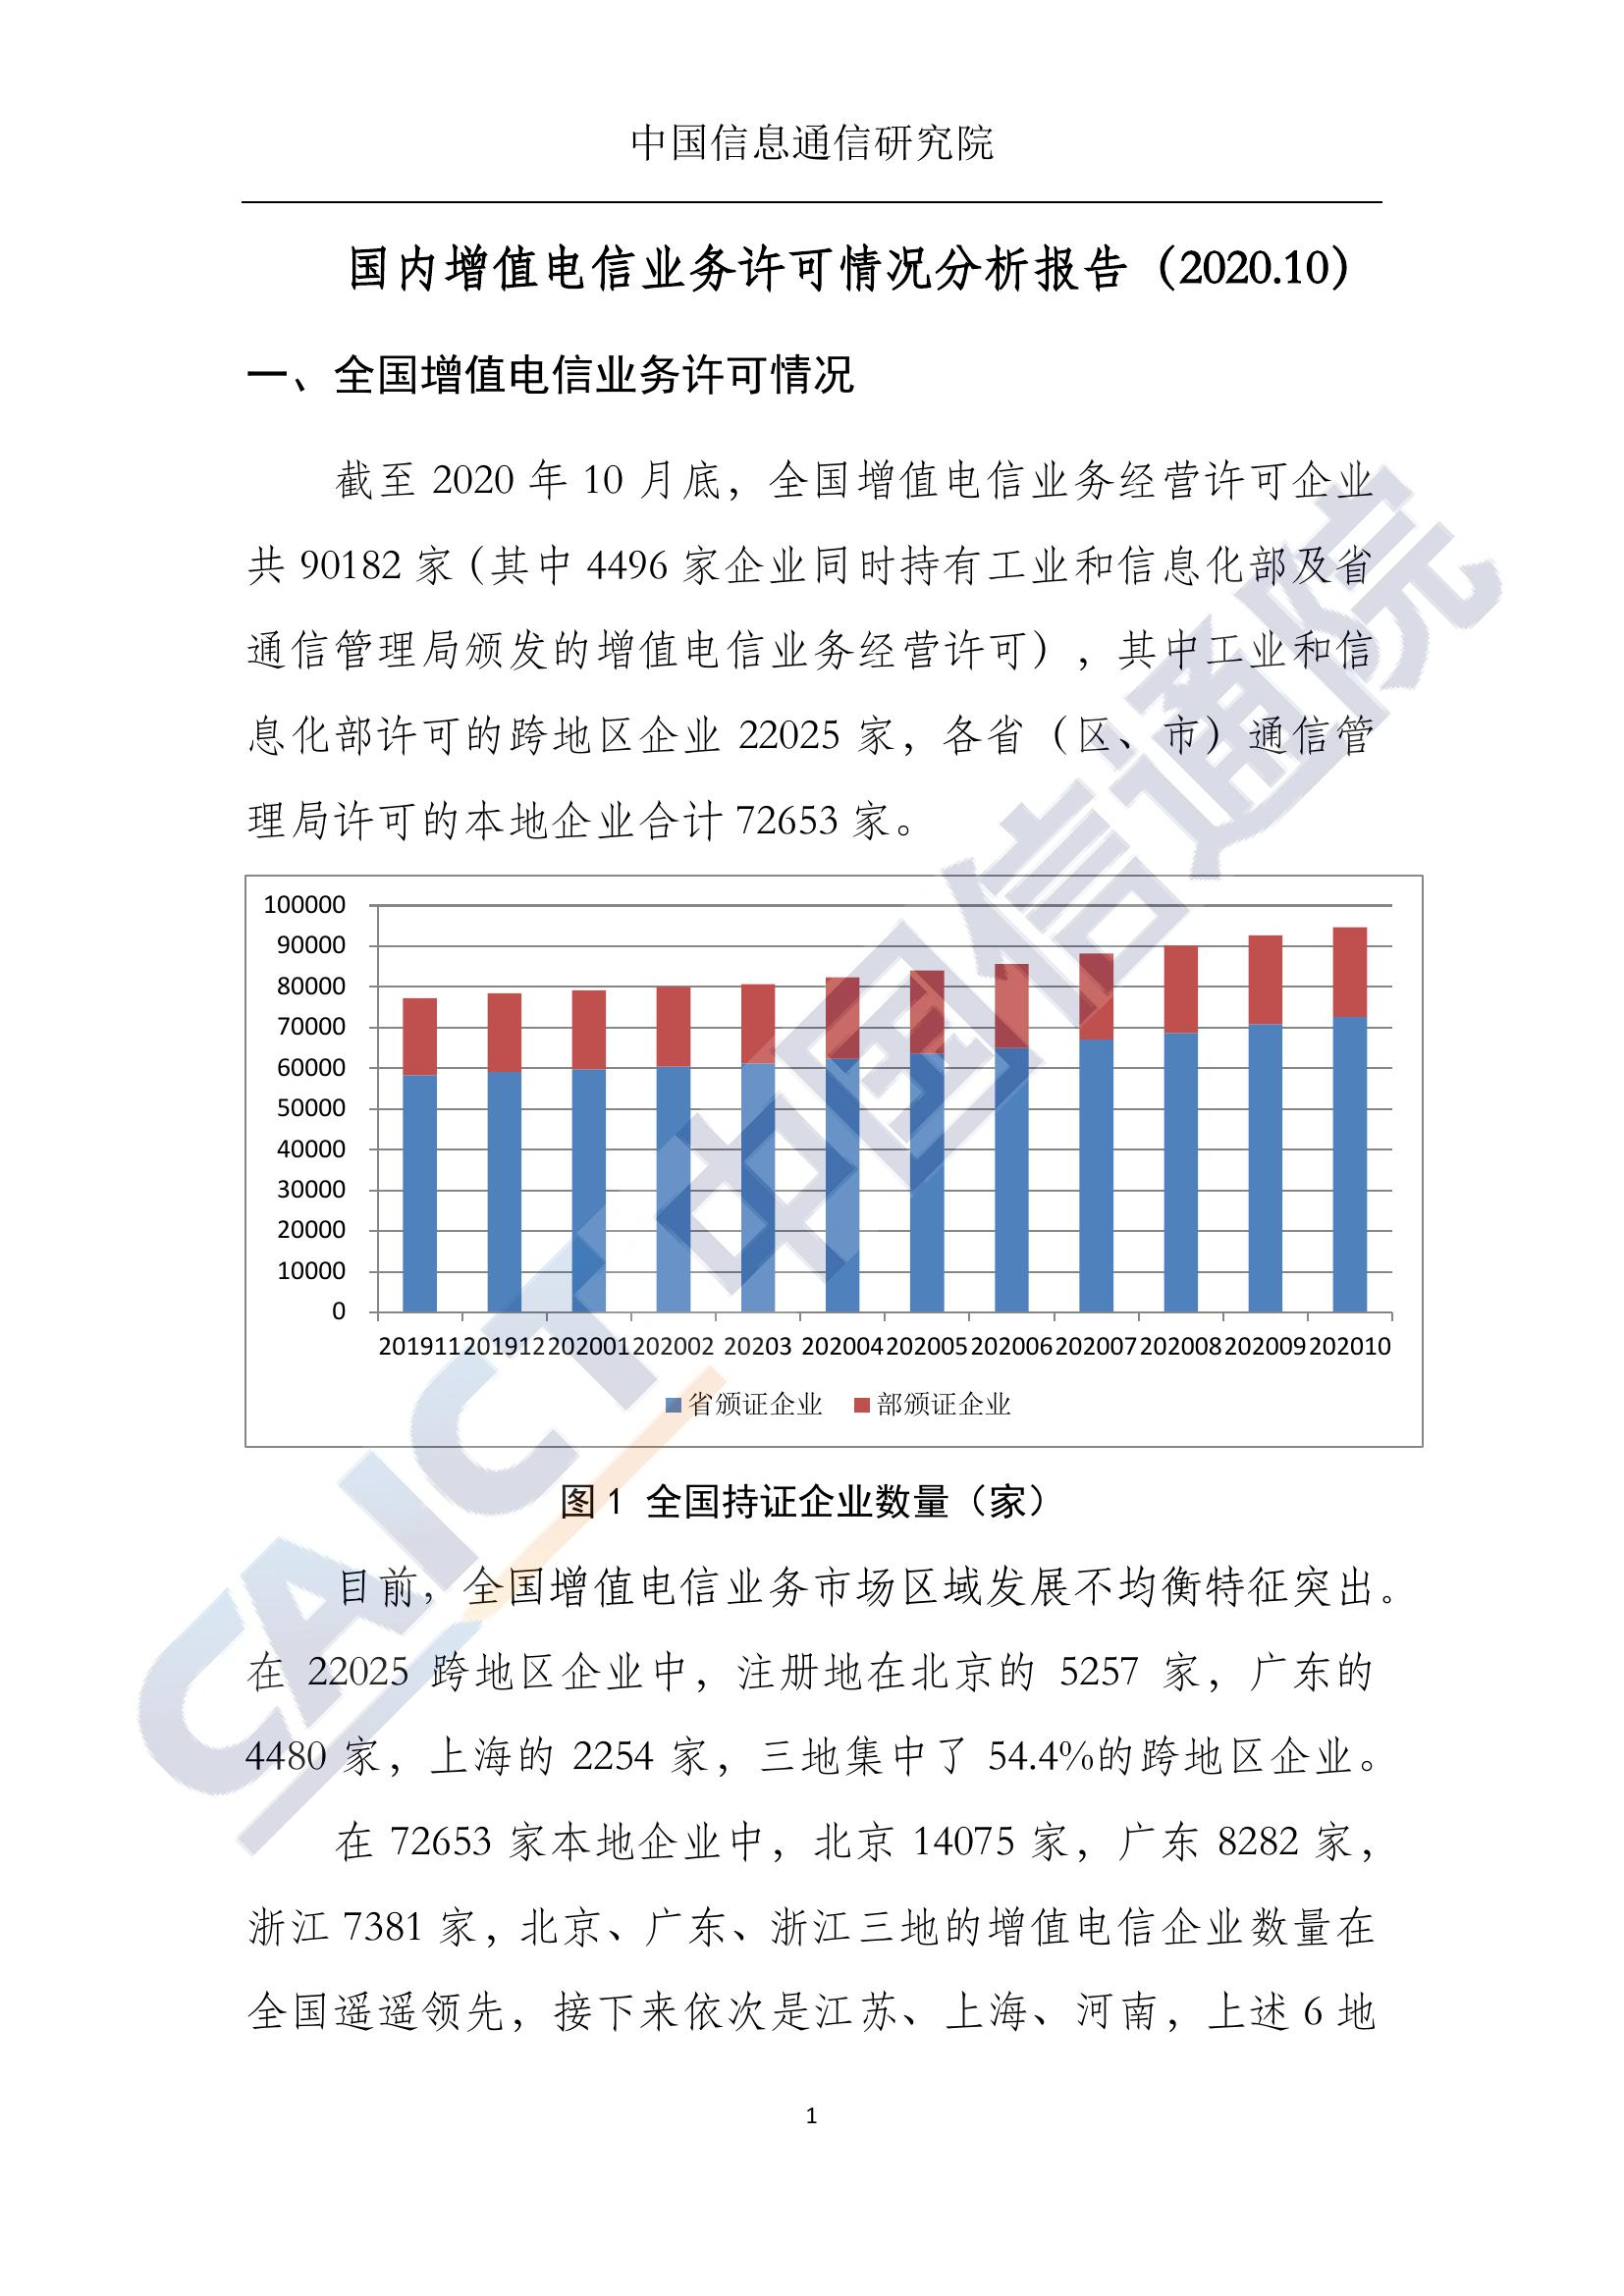 中国信息通信研究院
国内增值电信业务许可情况分析报告（2020.10）
一、全国增值电信业务许可情况
截至 2020 年 10 月底，全国增值电信业务经营许可企业
共 90182 家（其中 4496 家企业同时持有工业和信息化部及省
通信管理局颁发的增值电信业务经营许可），其中工业和信
息化部许可的跨地区企业 22025 家，各省（区、市）通信管
理局许可的本地企业合计 72653 家。
100000
90000
80000
70000
60000
50000
40000
30000
20000
10000
0
201911 201912 202001 202002 20203 202004 202005 202006 202007 202008 202009 202010
省颁证企业 部颁证企业
图 1 全国持证企业数量（家）
目前，全国增值电信业务市场区域发展不均衡特征突出。
在 22025 跨地区企业中，注册地在北京的 5257 家，广东的
4480 家，上海的 2254 家，三地集中了 54.4%的跨地区企业。
在 72653 家本地企业中，北京 14075 家，广东 8282 家，
浙江 7381 家，北京、广东、浙江三地的增值电信企业数量在
全国遥遥领先，接下来依次是江苏、上海、河南，上述 6 地
1
CAICT 中国信通院